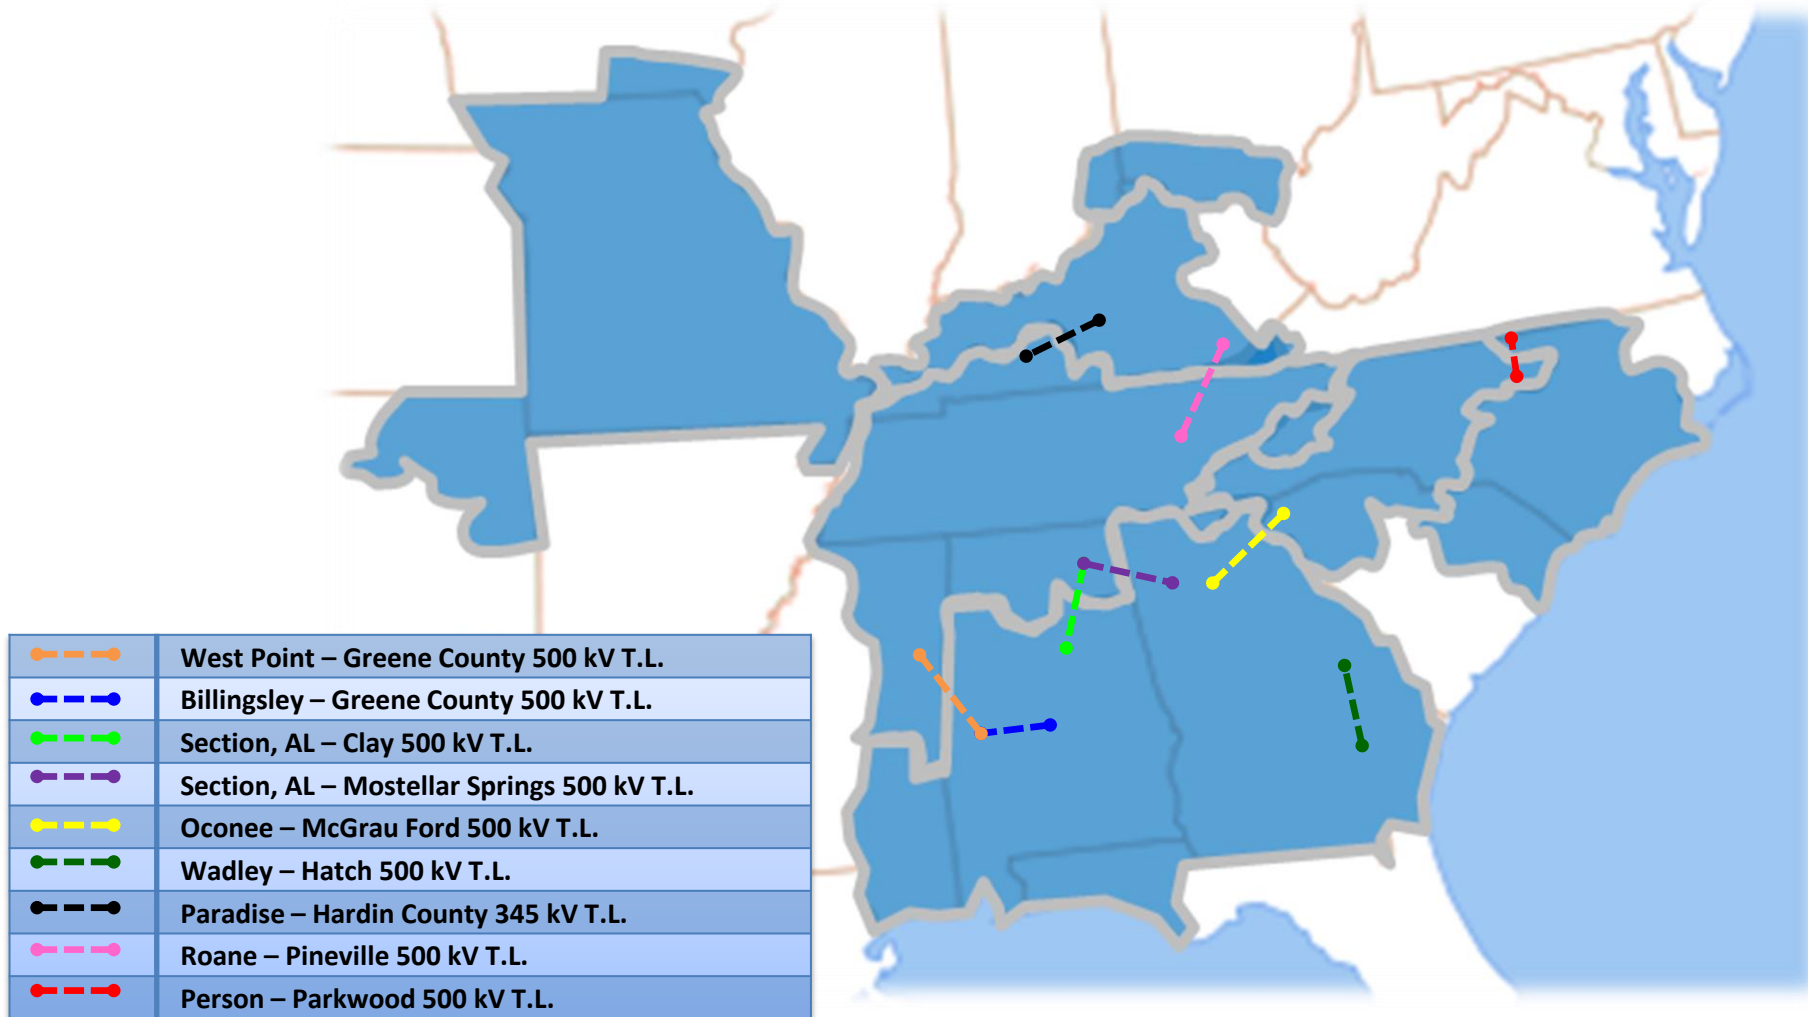 West Point – Greene County 500 kV T.L.
Billingsley – Greene County 500 kV T.L.
Section, AL – Clay 500 kV T.L.
Section, AL – Mostellar Springs 500 kV T.L.
Oconee – McGrau Ford 500 kV T.L.
Wadley – Hatch 500 kV T.L.
Paradise – Hardin County 345 kV T.L.
Roane – Pineville 500 kV T.L.
Person – Parkwood 500 kV T.L.